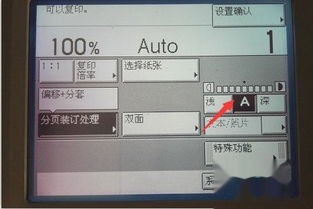 可以复印。
设置确认
100% Auto 1
1:1 复印倍率 选择纸张
偏移+分套
浅 A 深
分页装订处理 双面 文本/照片
特殊功能
系